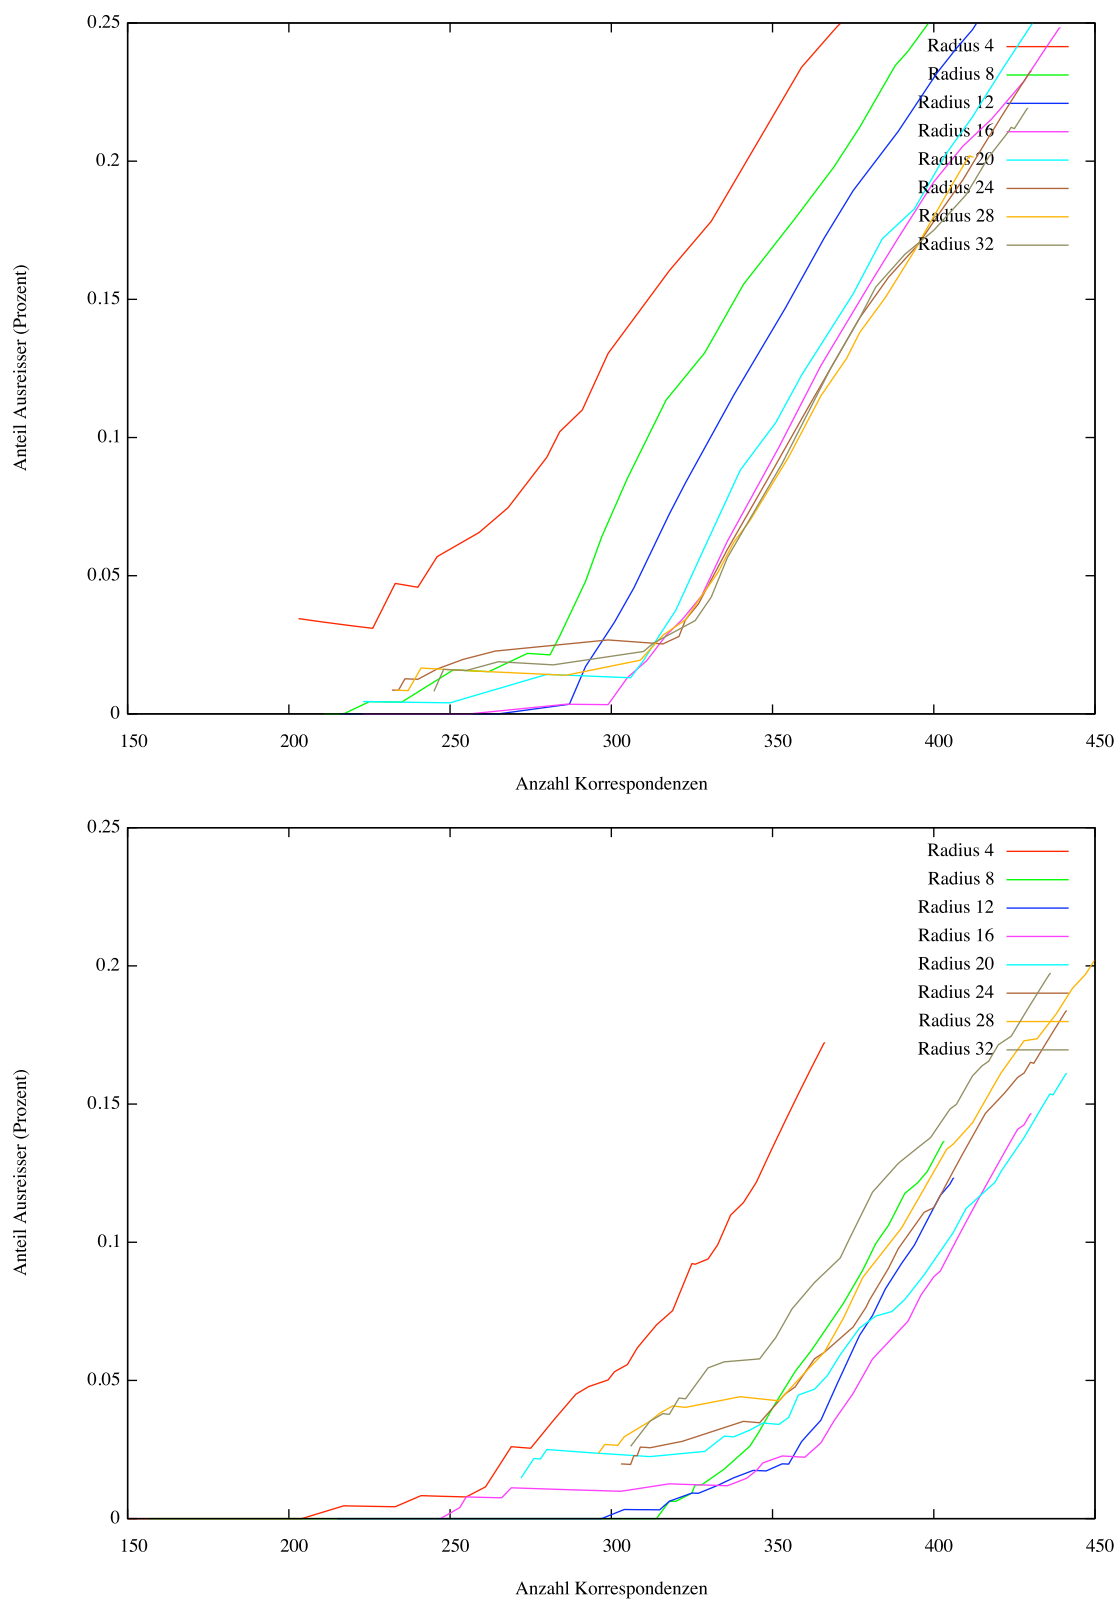 0.25
Radius 4
Radius 8
Radius 12
Radius 16
0.2
Radius 20
Radius 24
Radius 28
Radius 32
0.15
Anteil Ausreisser (Prozent)
0.1
0.05
0
150 200 250 300 350 400 450
Anzahl Korrespondenzen
0.25
Radius 4
Radius 8
Radius 12
Radius 16
0.2
Radius 20
Radius 24
Radius 28
Radius 32
0.15
Anteil Ausreisser (Prozent)
0.1
0.05
0
150 200 250 300 350 400 450
Anzahl Korrespondenzen